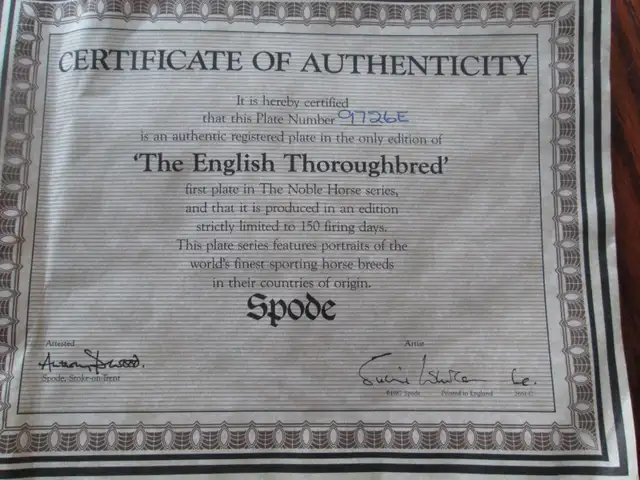 CERTIFICATE OF AUTHENTICITY
It is hereby certified
that this Plate Number 9726E
is an authentic registered plate in the only edition of
'The English Thoroughbred'
first plate in The Noble Horse series,
and that it is produced in an edition
strictly limited to 150 firing days.
This plate series features portraits of the
world's finest sporting horse breeds
in their countries of origin.
Spode
Attested
Artist
Spode, Stoke-on-Trent
©1987 Spode Printed in England